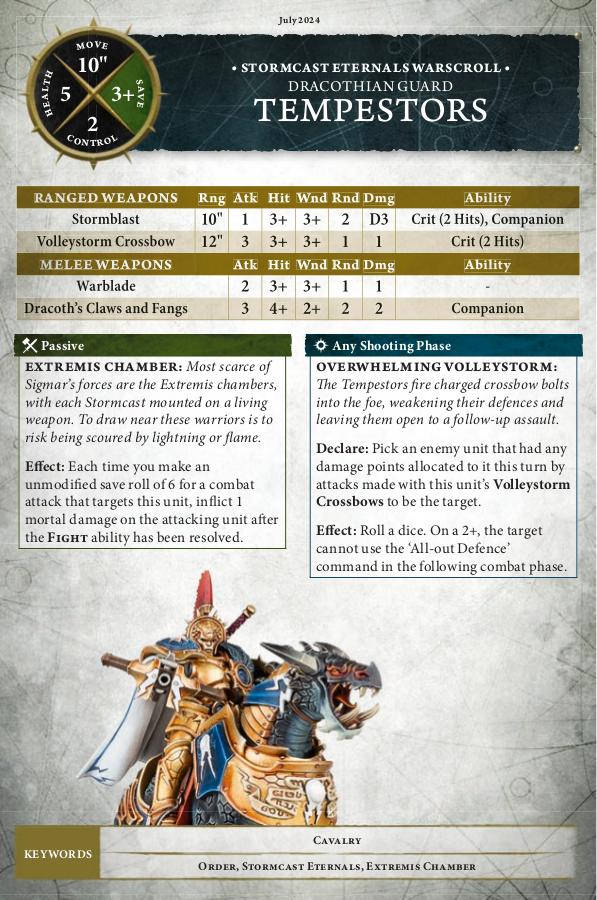 July 2024
MOVE
10"
HEALTH
5
3+
SAVE
2
CONTROL
• STORMCAST ETERNALS WARSCROLL •
DRACOTHIAN GUARD
TEMPESTORS
RANGED WEAPONS Rng Atk Hit Wnd Rnd Dmg Ability
Stormblast 10" 1 3+ 3+ 2 D3 Crit (2 Hits), Companion
Volleystorm Crossbow 12" 3 3+ 3+ 1 1 Crit (2 Hits)
MELEE WEAPONS Atk Hit Wnd Rnd Dmg Ability
Warblade 2 3+ 3+ 1 1 -
Dracoth's Claws and Fangs 3 4+ 2+ 2 2 Companion
Passive
EXTREMIS CHAMBER: Most scarce of
Sigmar's forces are the Extremis chambers,
with each Stormcast mounted on a living
weapon. To draw near these warriors is to
risk being scoured by lightning or flame.
Effect: Each time you make an
unmodified save roll of 6 for a combat
attack that targets this unit, inflict 1
mortal damage on the attacking unit after
the FIGHT ability has been resolved.
Any Shooting Phase
OVERWHELMING VOLLEYSTORM:
The Tempestors fire charged crossbow bolts
into the foe, weakening their defences and
leaving them open to a follow-up assault.
Declare: Pick an enemy unit that had any
damage points allocated to it this turn by
attacks made with this unit's Volleystorm
Crossbows to be the target.
Effect: Roll a dice. On a 2+, the target
cannot use the 'All-out Defence'
command in the following combat phase.
KEYWORDS
CAVALRY
ORDER, STORMCAST ETERNALS, EXTREMIS CHAMBER